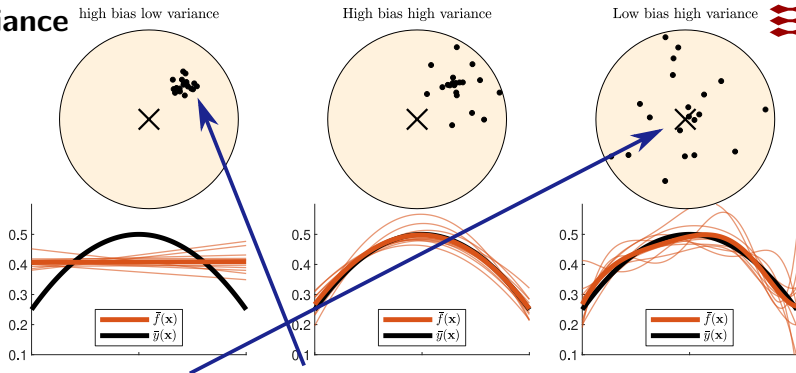 iance
high bias low variance
High bias high variance
Low bias high variance
0.5
0.4
0.3
0.2
0.1
f̄(x)
ȳ(x)
0.5
0.4
0.3
0.2
0.1
f̄(x)
ȳ(x)
0.5
0.4
0.3
0.2
0.1
f̄(x)
ȳ(x)